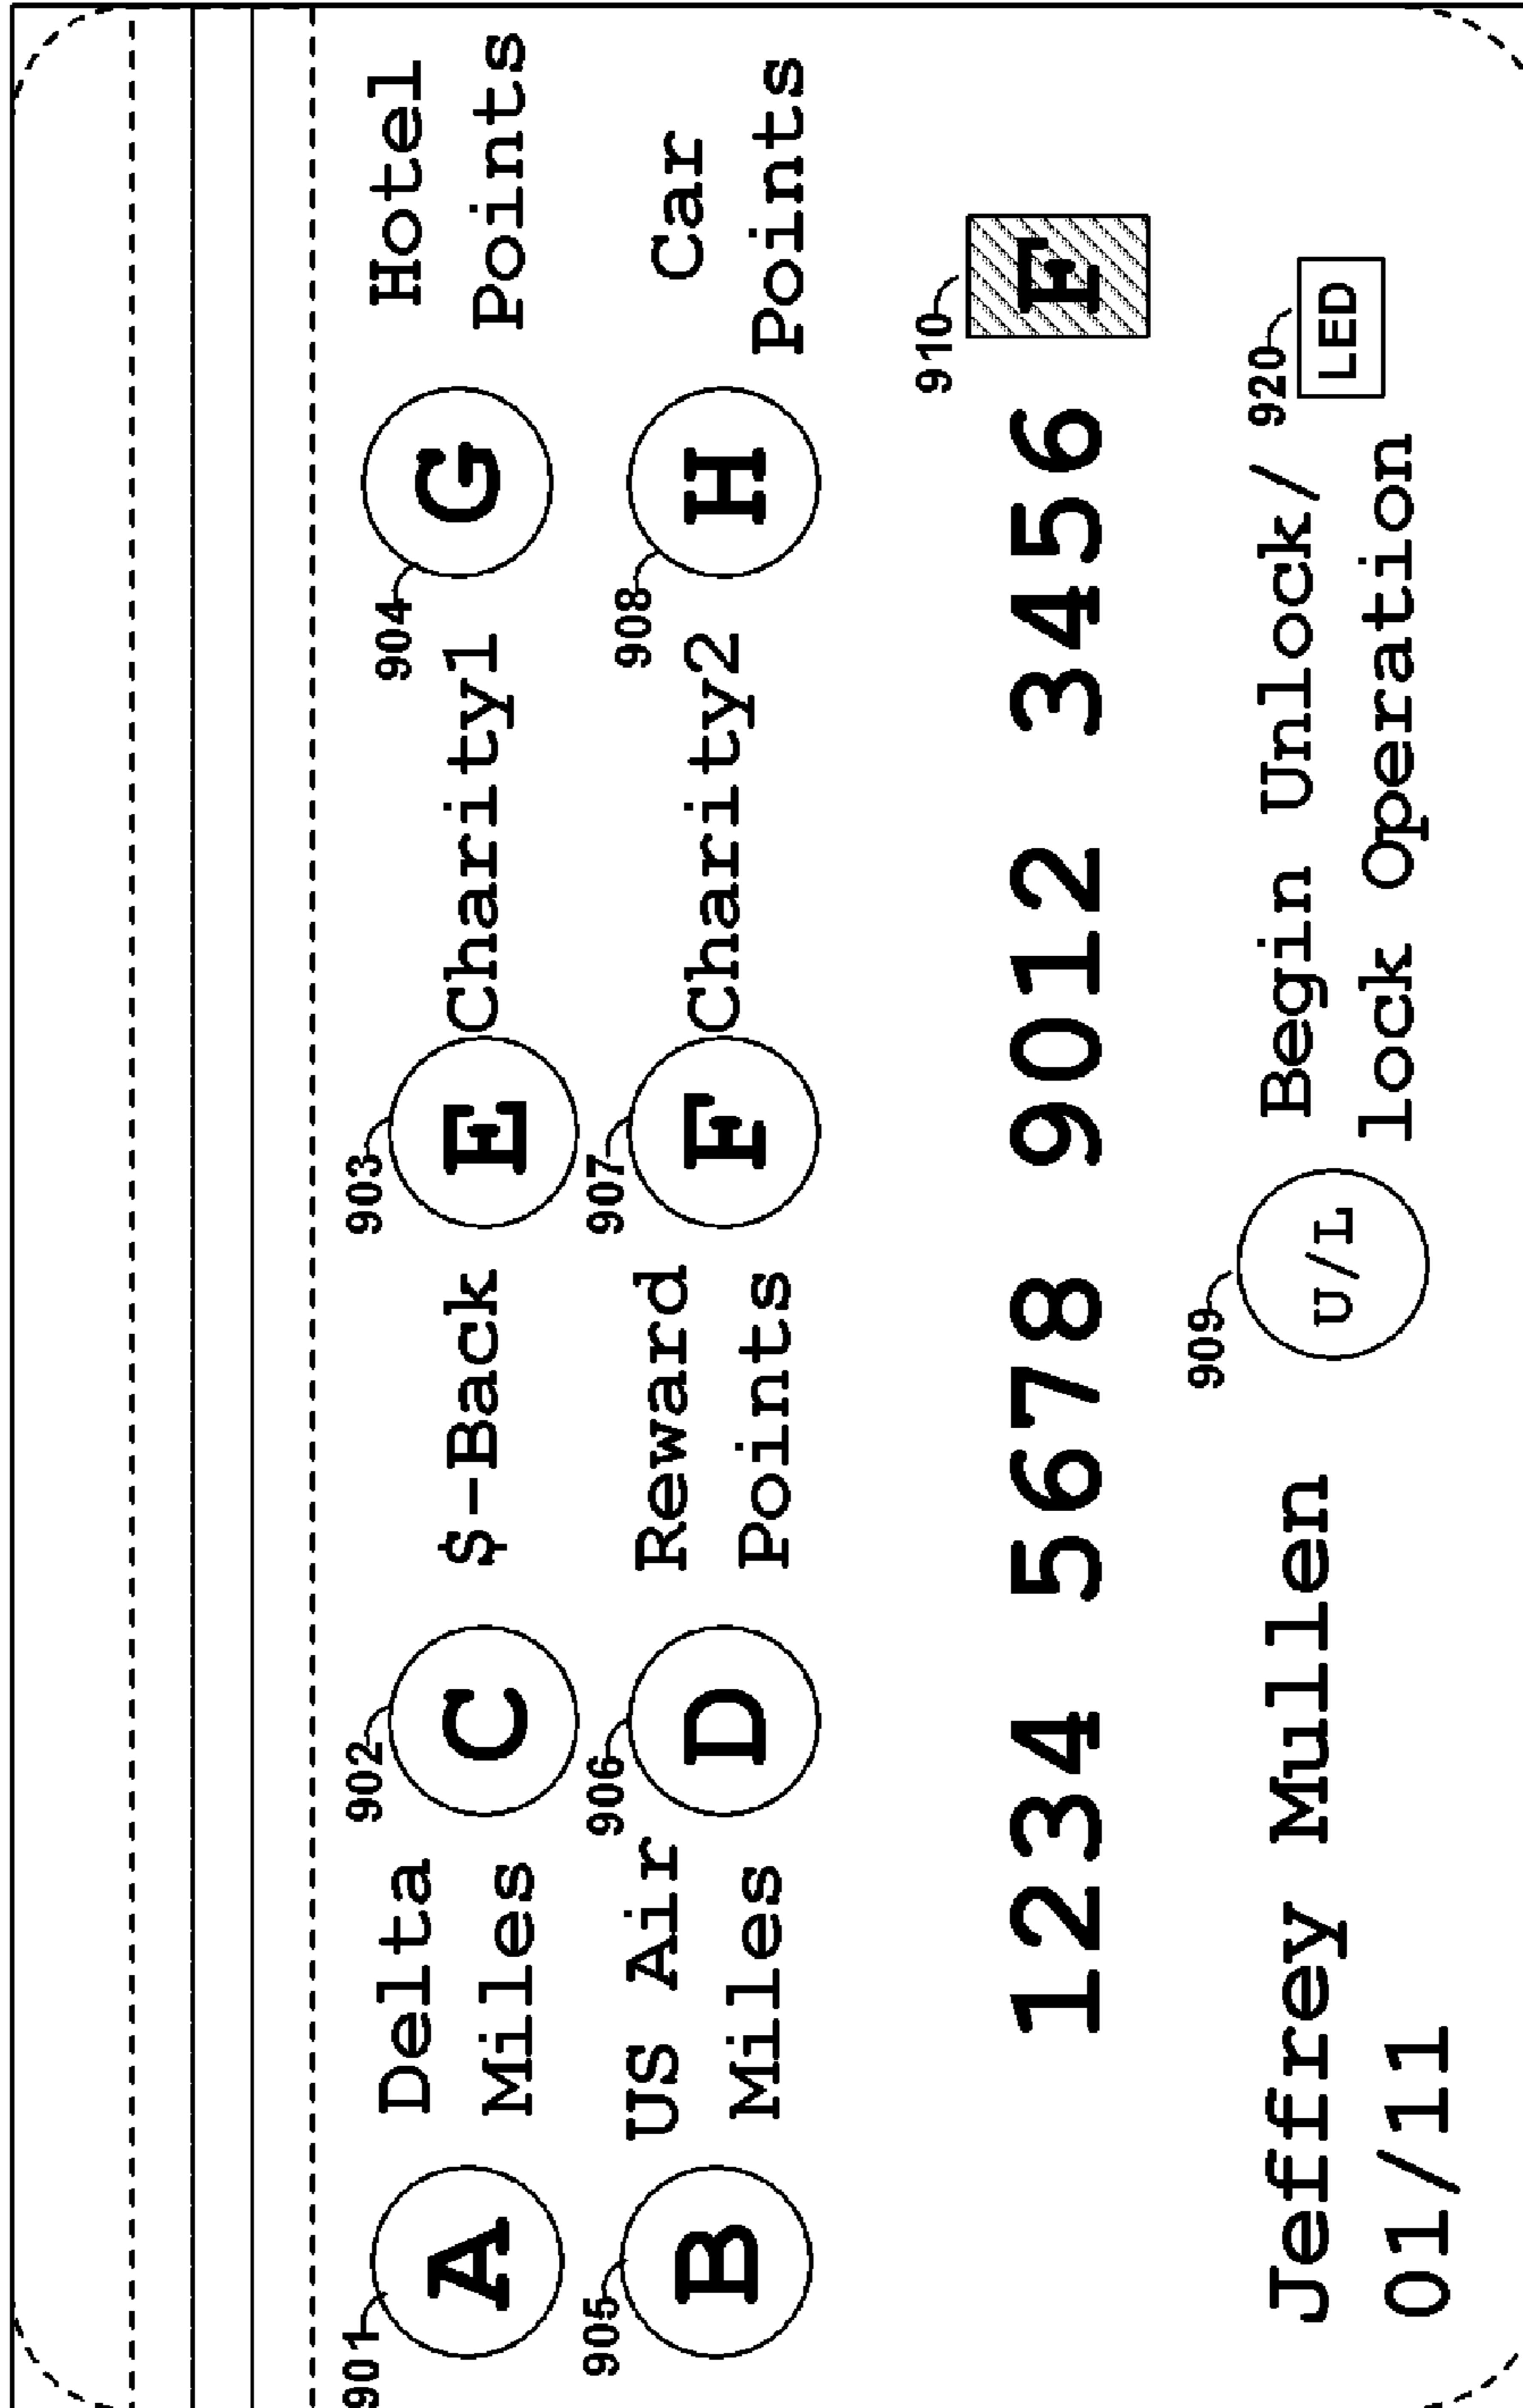 901 A Delta Miles 902 C $-Back 903 E Charity1 904 G Hotel Points
905 B US Air Miles 906 D Reward Points 907 F Charity2 908 H Car Points
1234 5678 9012 3456 910 F
Jeffrey Mullen 909 U/L Begin Unlock/ 920 LED
01/11 lock Operation